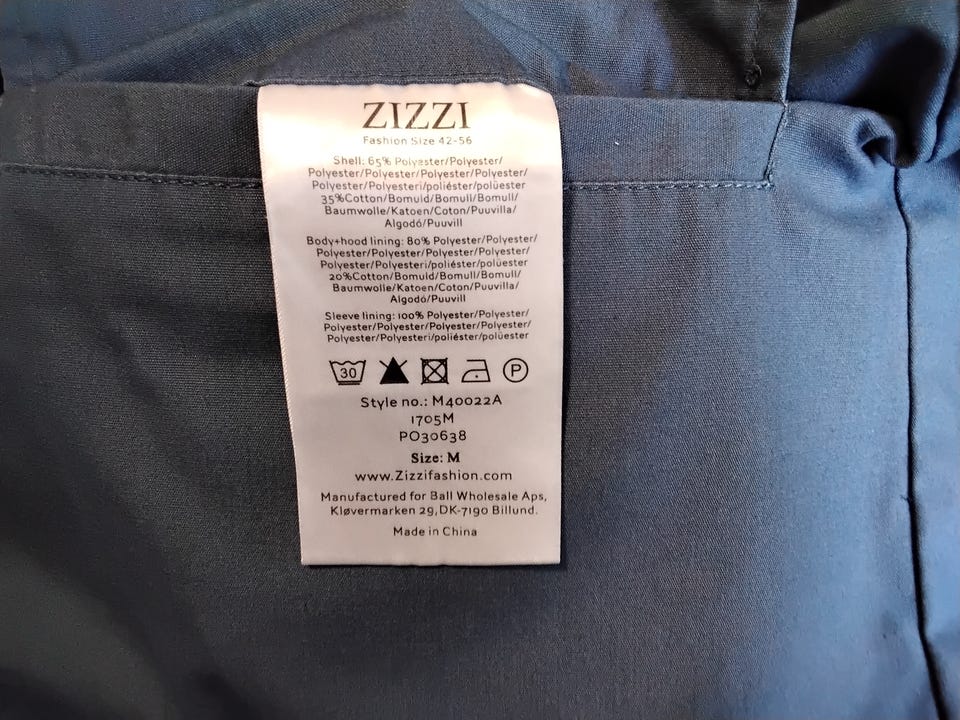 ZIZZI
Fashion Size 42-56
Shell: 65% Polyester/Polyester/
Polyester/Polyester/Polyester/Polyester/
Polyester/Polyesteri/poliéster/polüester
35%Cotton/Bomuld/Bomull/Bomull/
Baumwolle/Katoen/Coton/Puuvilla/
Algodó/Puuvill
Body+hood lining: 80% Polyester/Polyester/
Polyester/Polyester/Polyester/Polyester/
Polyester/Polyesteri/poliéster/polüester
20%Cotton/Bomuld/Bomull/Bomull/
Baumwolle/Katoen/Coton/Puuvilla/
Algodó/Puuvill
Sleeve lining: 100% Polyester/Polyester/
Polyester/Polyester/Polyester/Polyester/
Polyester/Polyesteri/poliéster/polüester
30 P
Style no.: M40022A
1705M
PO30638
Size: M
www.Zizzifashion.com
Manufactured for Ball Wholesale Aps,
Kløvermarken 29,DK-7190 Billund.
Made in China